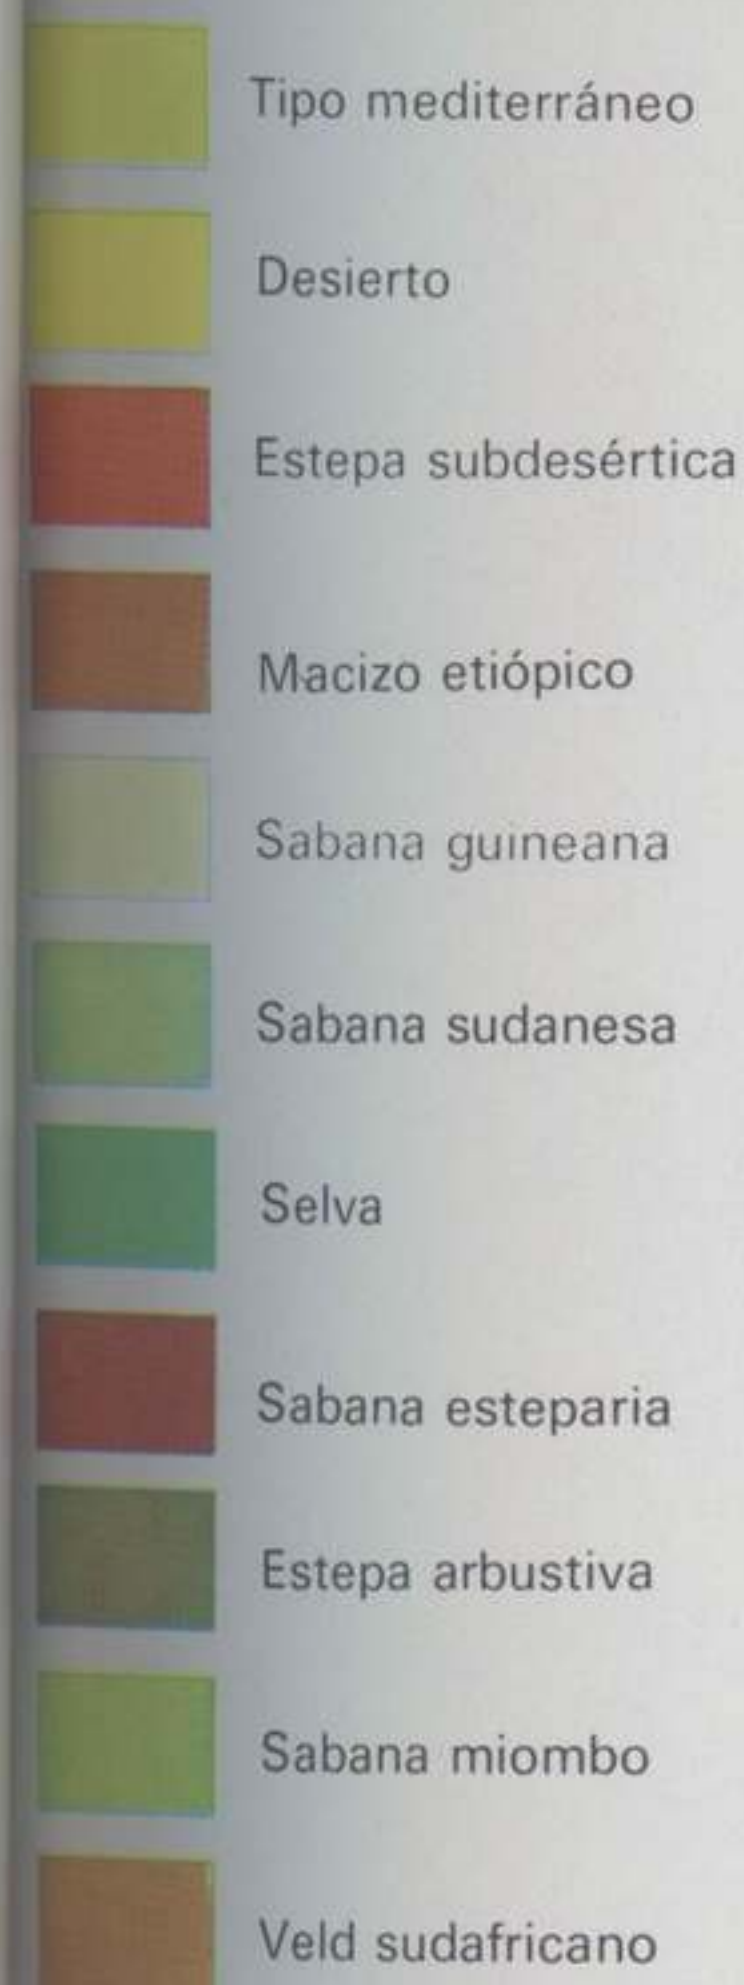 Tipo mediterráneo
Desierto
Estepa subdesértica
Macizo etiópico
Sabana guineana
Sabana sudanesa
Selva
Sabana esteparia
Estepa arbustiva
Sabana miombo
Veld sudafricano